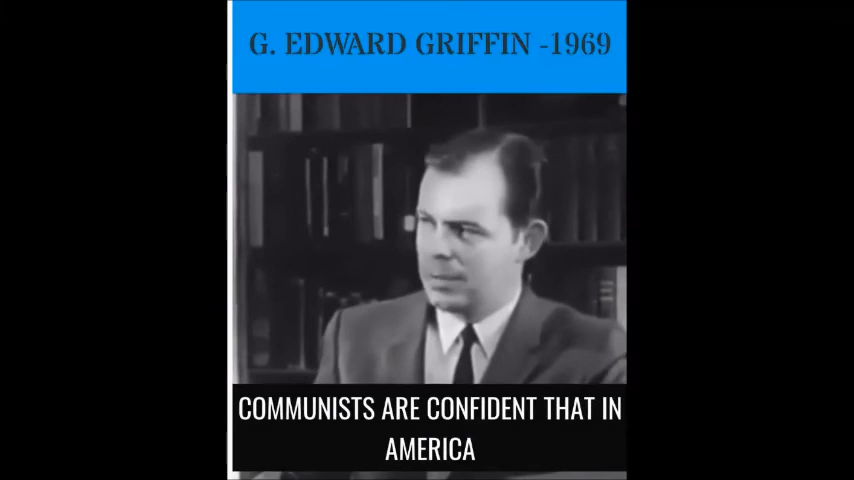 G. EDWARD GRIFFIN -1969
COMMUNISTS ARE CONFIDENT THAT IN
AMERICA